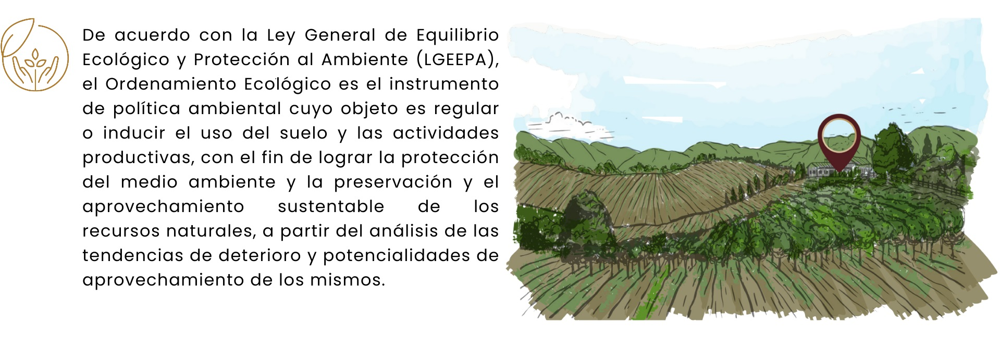 De acuerdo con la Ley General de Equilibrio
Ecológico y Protección al Ambiente (LGEEPA),
el Ordenamiento Ecológico es el instrumento
de política ambiental cuyo objeto es regular
o inducir el uso del suelo y las actividades
productivas, con el fin de lograr la protección
del medio ambiente y la preservación y el
aprovechamiento sustentable de los
recursos naturales, a partir del análisis de las
tendencias de deterioro y potencialidades de
aprovechamiento de los mismos.